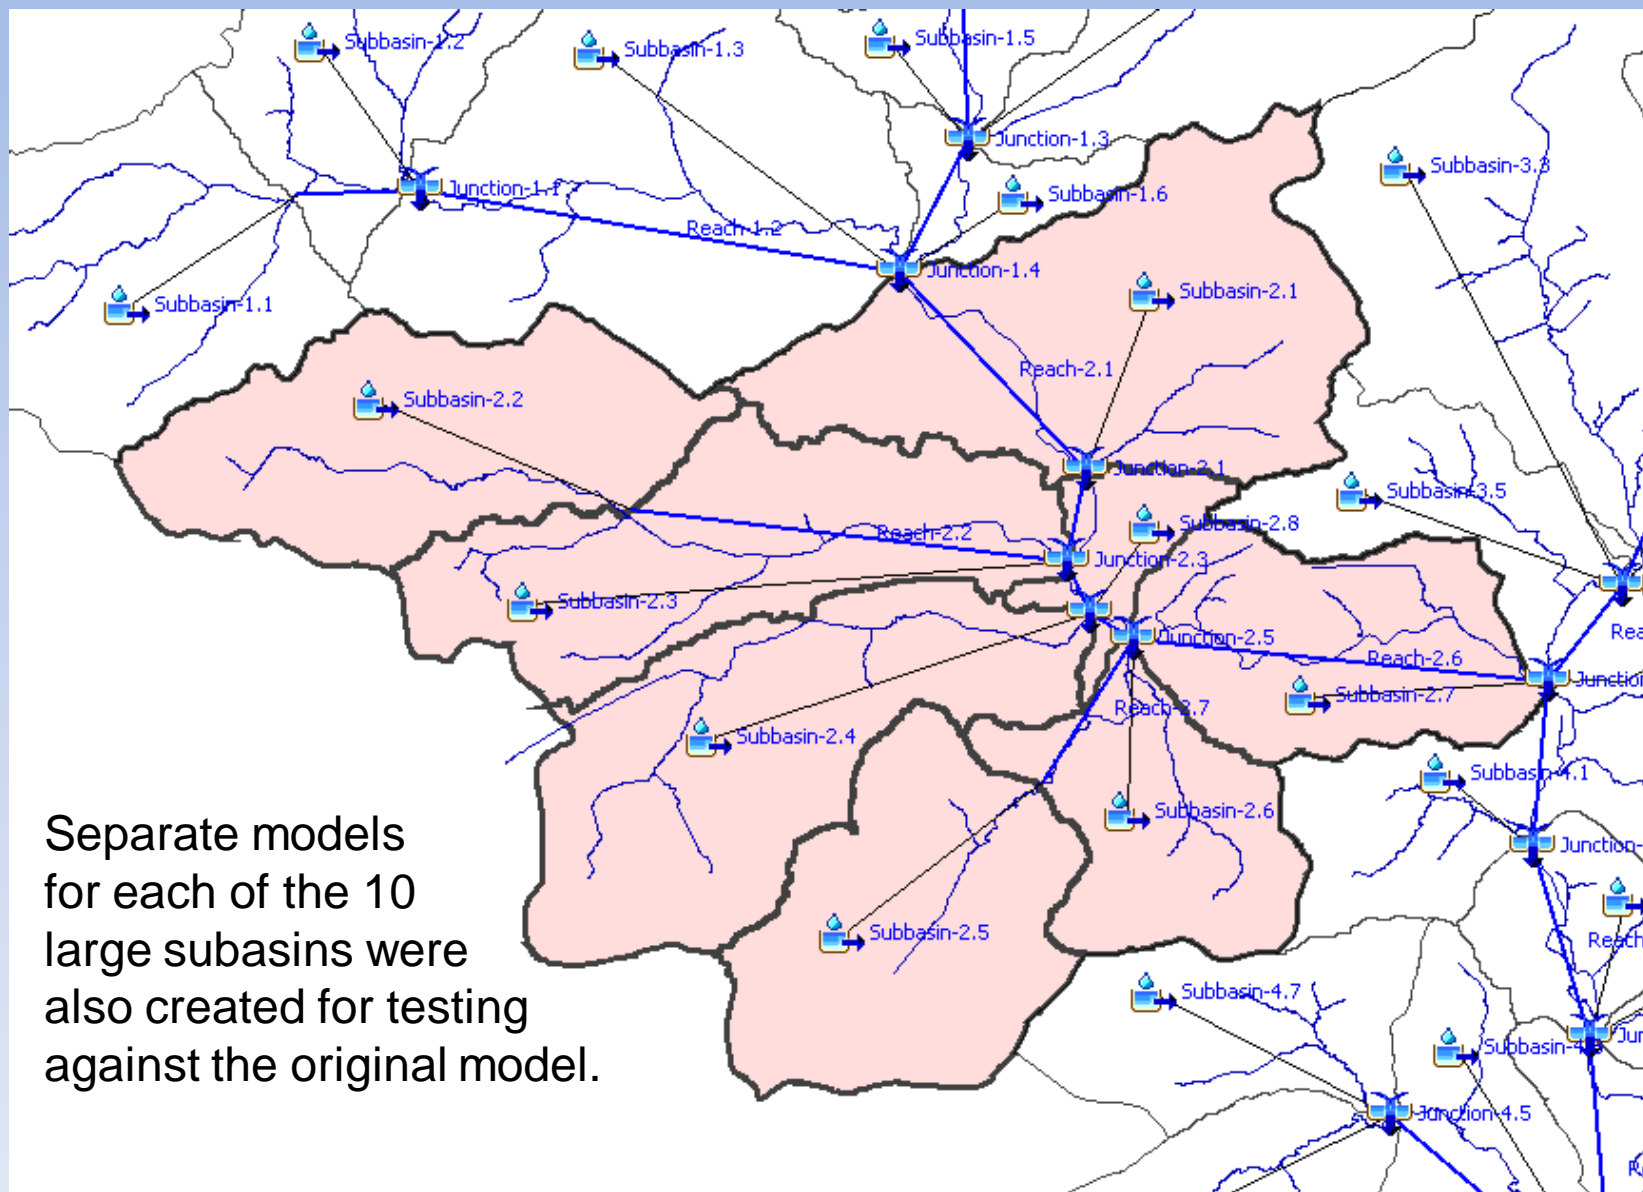 Subbasin-1.2
Subbasin-1.3
Subbasin-1.5
Junction-1.3
Subbasin-3.3
Junction-1.1
Subbasin-1.6
Reach-1.2
Junction-1.4
Subbasin-1.1
Subbasin-2.1
Reach-2.1
Subbasin-2.2
Junction-2.1
Subbasin-3.5
Subbasin-2.8
Reach-2.2
Junction-2.3
Subbasin-2.3
Junction-2.5
Reach-2.6
Subbasin-2.7
Reach-2.7
Subbasin-2.4
Subbasin-4.1
Subbasin-2.6
Separate models
for each of the 10
large subasins were
also created for testing
against the original model.
Subbasin-2.5
Subbasin-4.7
Junction-4.5